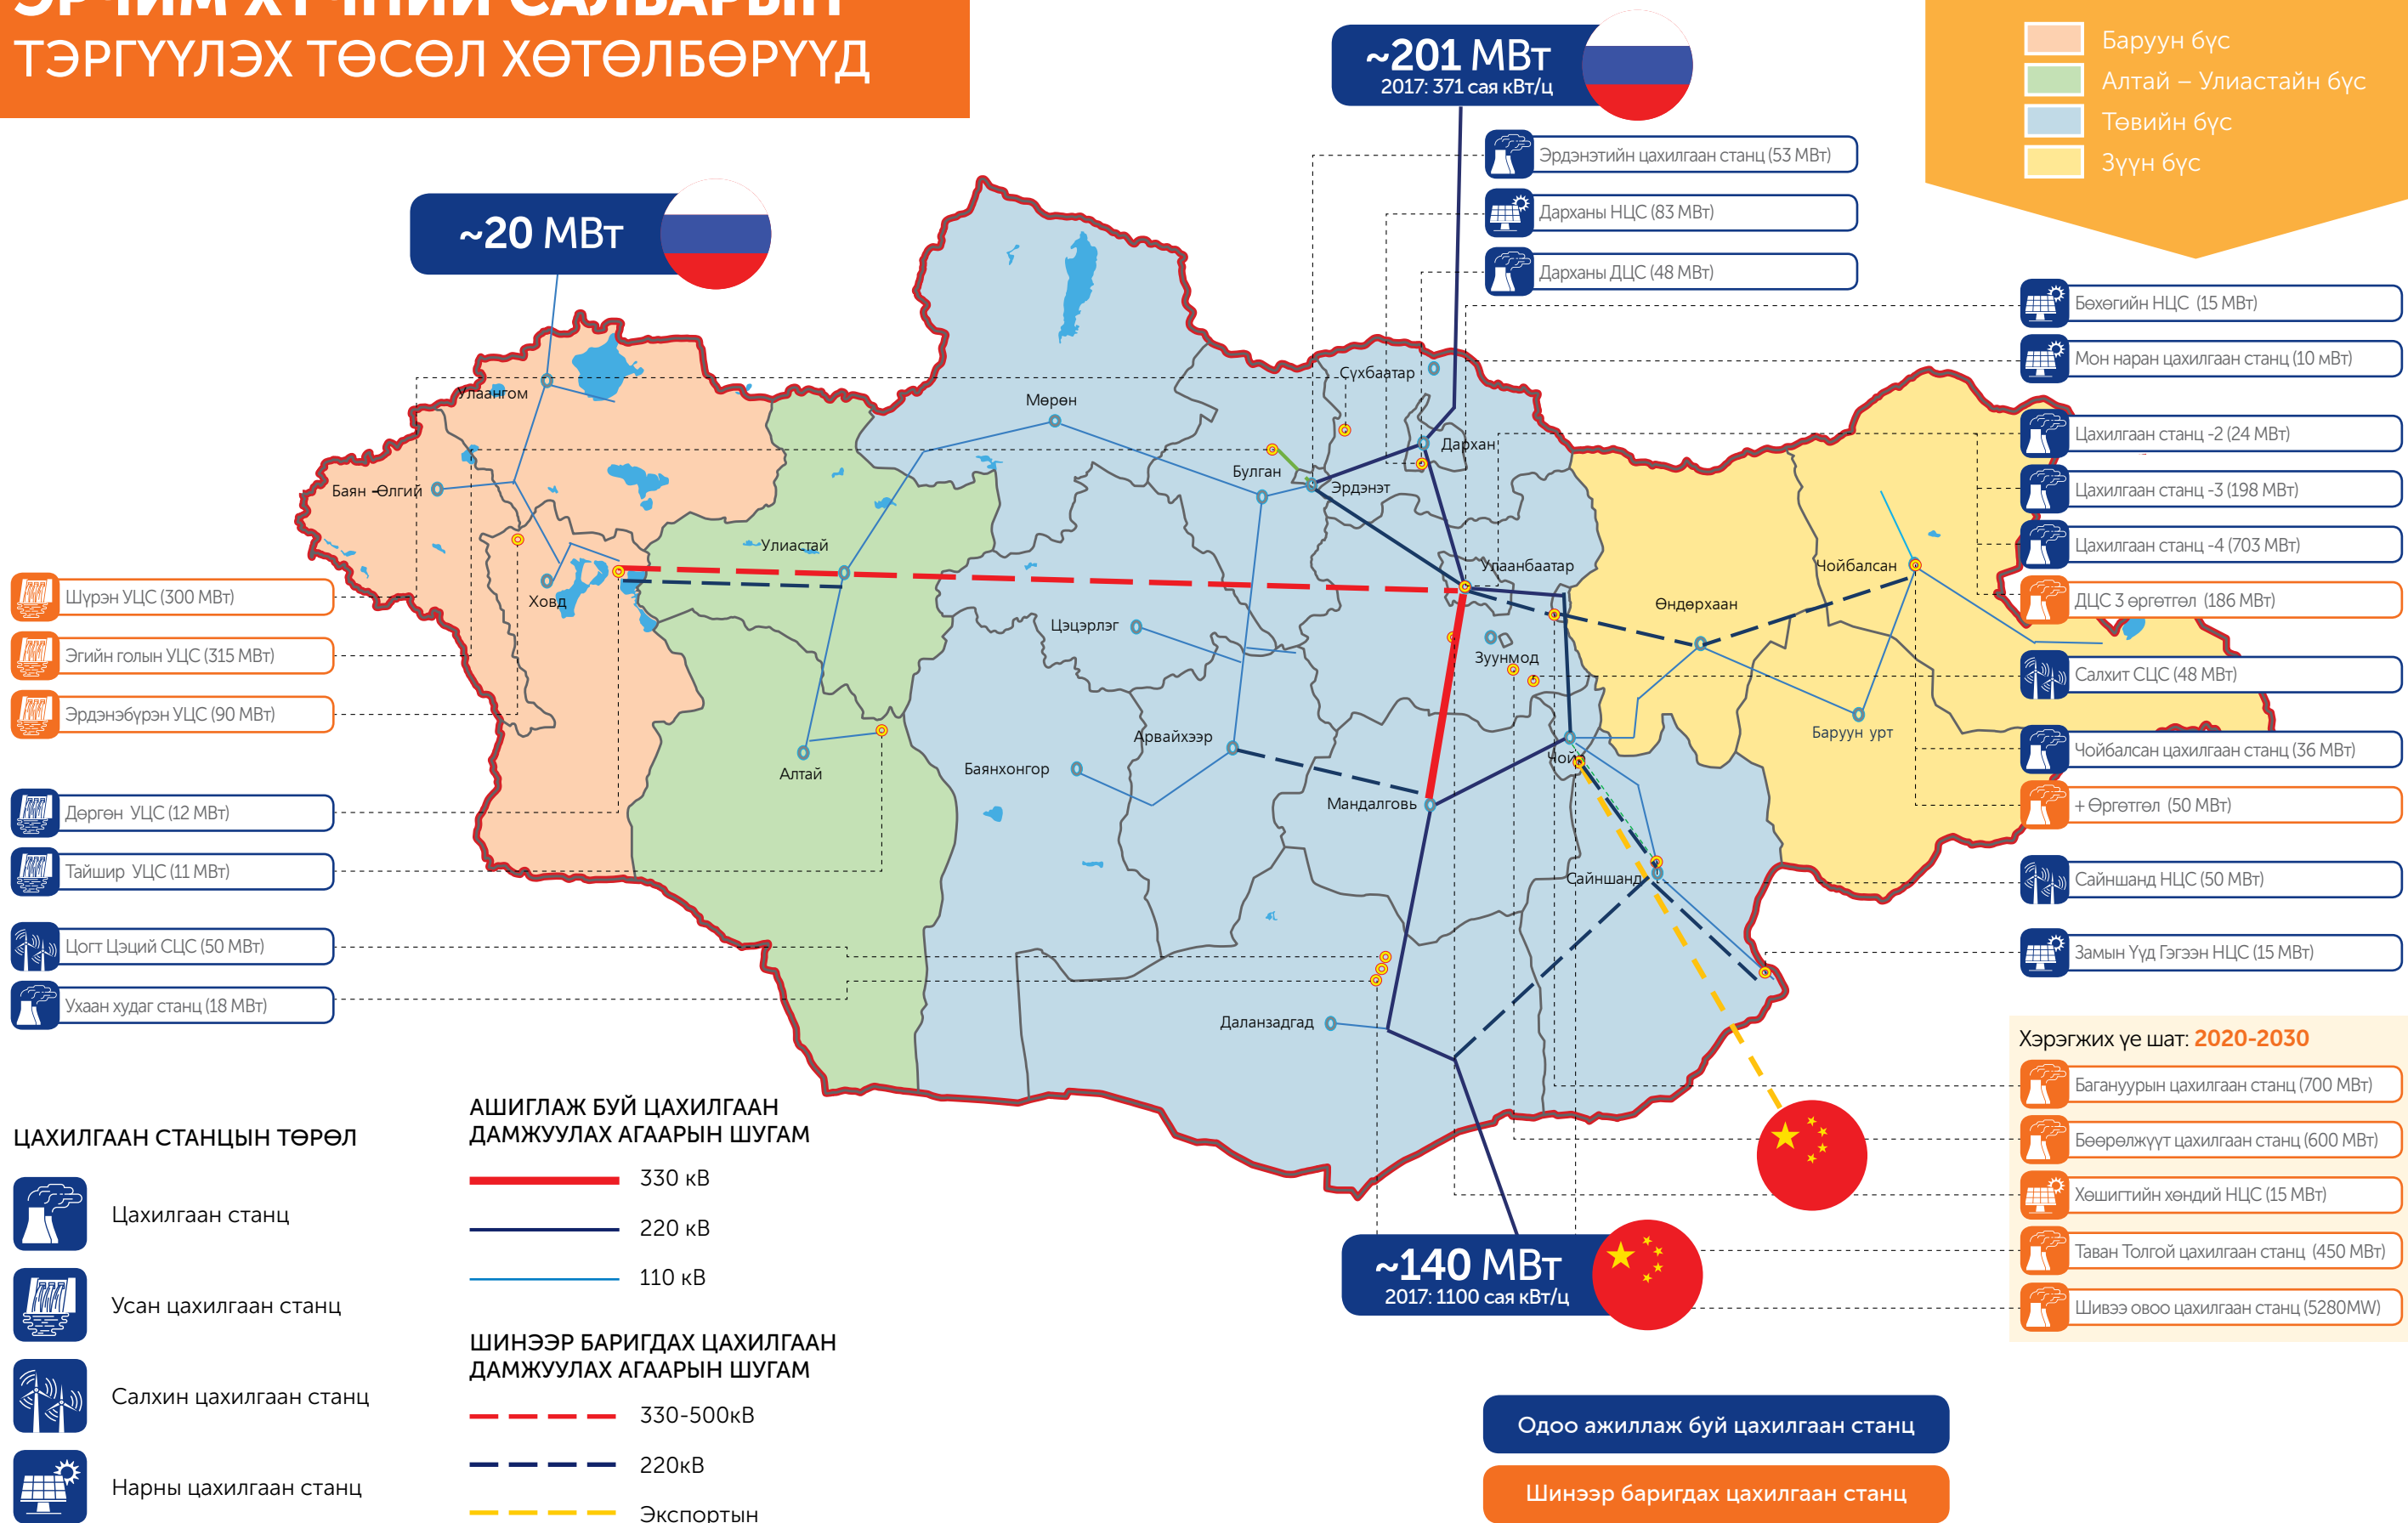 ЭРЧИМ ХҮЧНИЙ САЛБАРЫН
ТЭРГҮҮЛЭХ ТӨСӨЛ ХӨТӨЛБӨРҮҮД
~201 МВт
2017: 371 сая кВт/ц
Баруун бүс
Алтай – Улиастайн бүс
Төвийн бүс
Зүүн бүс
~20 МВт
Эрдэнэтийн цахилгаан станц (53 МВт)
Дарханы НЦС (83 МВт)
Дарханы ДЦС (48 МВт)
Бөхөгийн НЦС (15 МВт)
Мон наран цахилгаан станц (10 мВт)
Цахилгаан станц -2 (24 МВт)
Цахилгаан станц -3 (198 МВт)
Цахилгаан станц -4 (703 МВт)
ДЦС 3 өргөтгөл (186 МВт)
Салхит СЦС (48 МВт)
Чойбалсан цахилгаан станц (36 МВт)
+ Өргөтгөл (50 МВт)
Сайншанд НЦС (50 МВт)
Замын Үүд Гэгээн НЦС (15 МВт)
Улаангом
Баян -Өлгий
Ховд
Улиастай
Алтай
Мөрөн
Булган
Эрдэнэт
Сүхбаатар
Дархан
Улаанбаатар
Зуунмод
Цэцэрлэг
Арвайхээр
Баянхонгор
Мандалговь
Даланзадгад
Чойр
Сайншанд
Өндөрхаан
Чойбалсан
Баруун урт
Шүрэн УЦС (300 МВт)
Эгийн голын УЦС (315 МВт)
Эрдэнэбүрэн УЦС (90 МВт)
Дөргөн УЦС (12 МВт)
Тайшир УЦС (11 МВт)
Цогт Цэций СЦС (50 МВт)
Ухаан худаг станц (18 МВт)
Хэрэгжих үе шат: 2020-2030
Багануурын цахилгаан станц (700 МВт)
Бөөрөлжүүт цахилгаан станц (600 МВт)
Хөшигтийн хөндий НЦС (15 МВт)
Таван Толгой цахилгаан станц (450 МВт)
Шивээ овоо цахилгаан станц (5280MW)
~140 МВт
2017: 1100 сая кВт/ц
ЦАХИЛГААН СТАНЦЫН ТӨРӨЛ
Цахилгаан станц
Усан цахилгаан станц
Салхин цахилгаан станц
Нарны цахилгаан станц
АШИГЛАЖ БУЙ ЦАХИЛГААН
ДАМЖУУЛАХ АГААРЫН ШУГАМ
330 кВ
220 кВ
110 кВ
ШИНЭЭР БАРИГДАХ ЦАХИЛГААН
ДАМЖУУЛАХ АГААРЫН ШУГАМ
330-500кВ
220кВ
Экспортын
Одоо ажиллаж буй цахилгаан станц
Шинээр баригдах цахилгаан станц